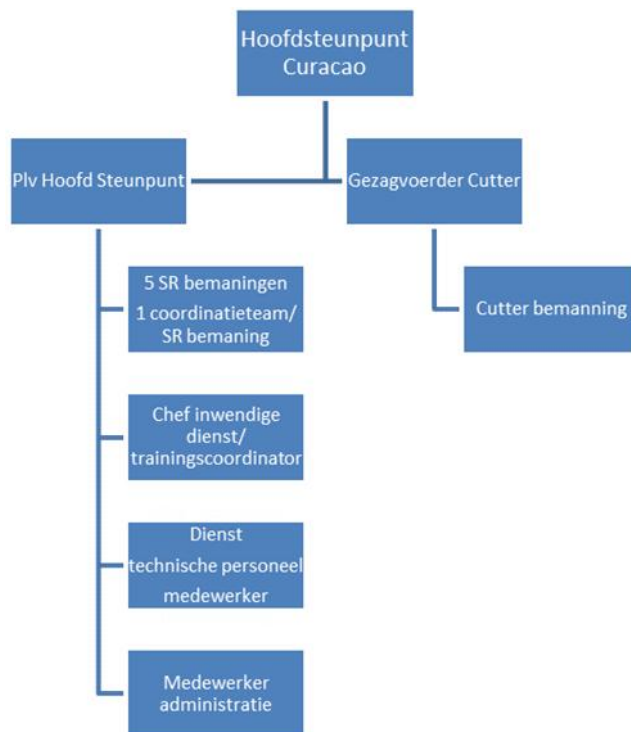 Hoofdsteunpunt
Curacao
Plv Hoofd Steunpunt
Gezagvoerder Cutter
5 SR bemaningen
1 coordinatieteam/
SR bemaning
Cutter bemanning
Chef inwendige
dienst/
trainingscoordinator
Dienst
technische personeel
medewerker
Medewerker
administratie